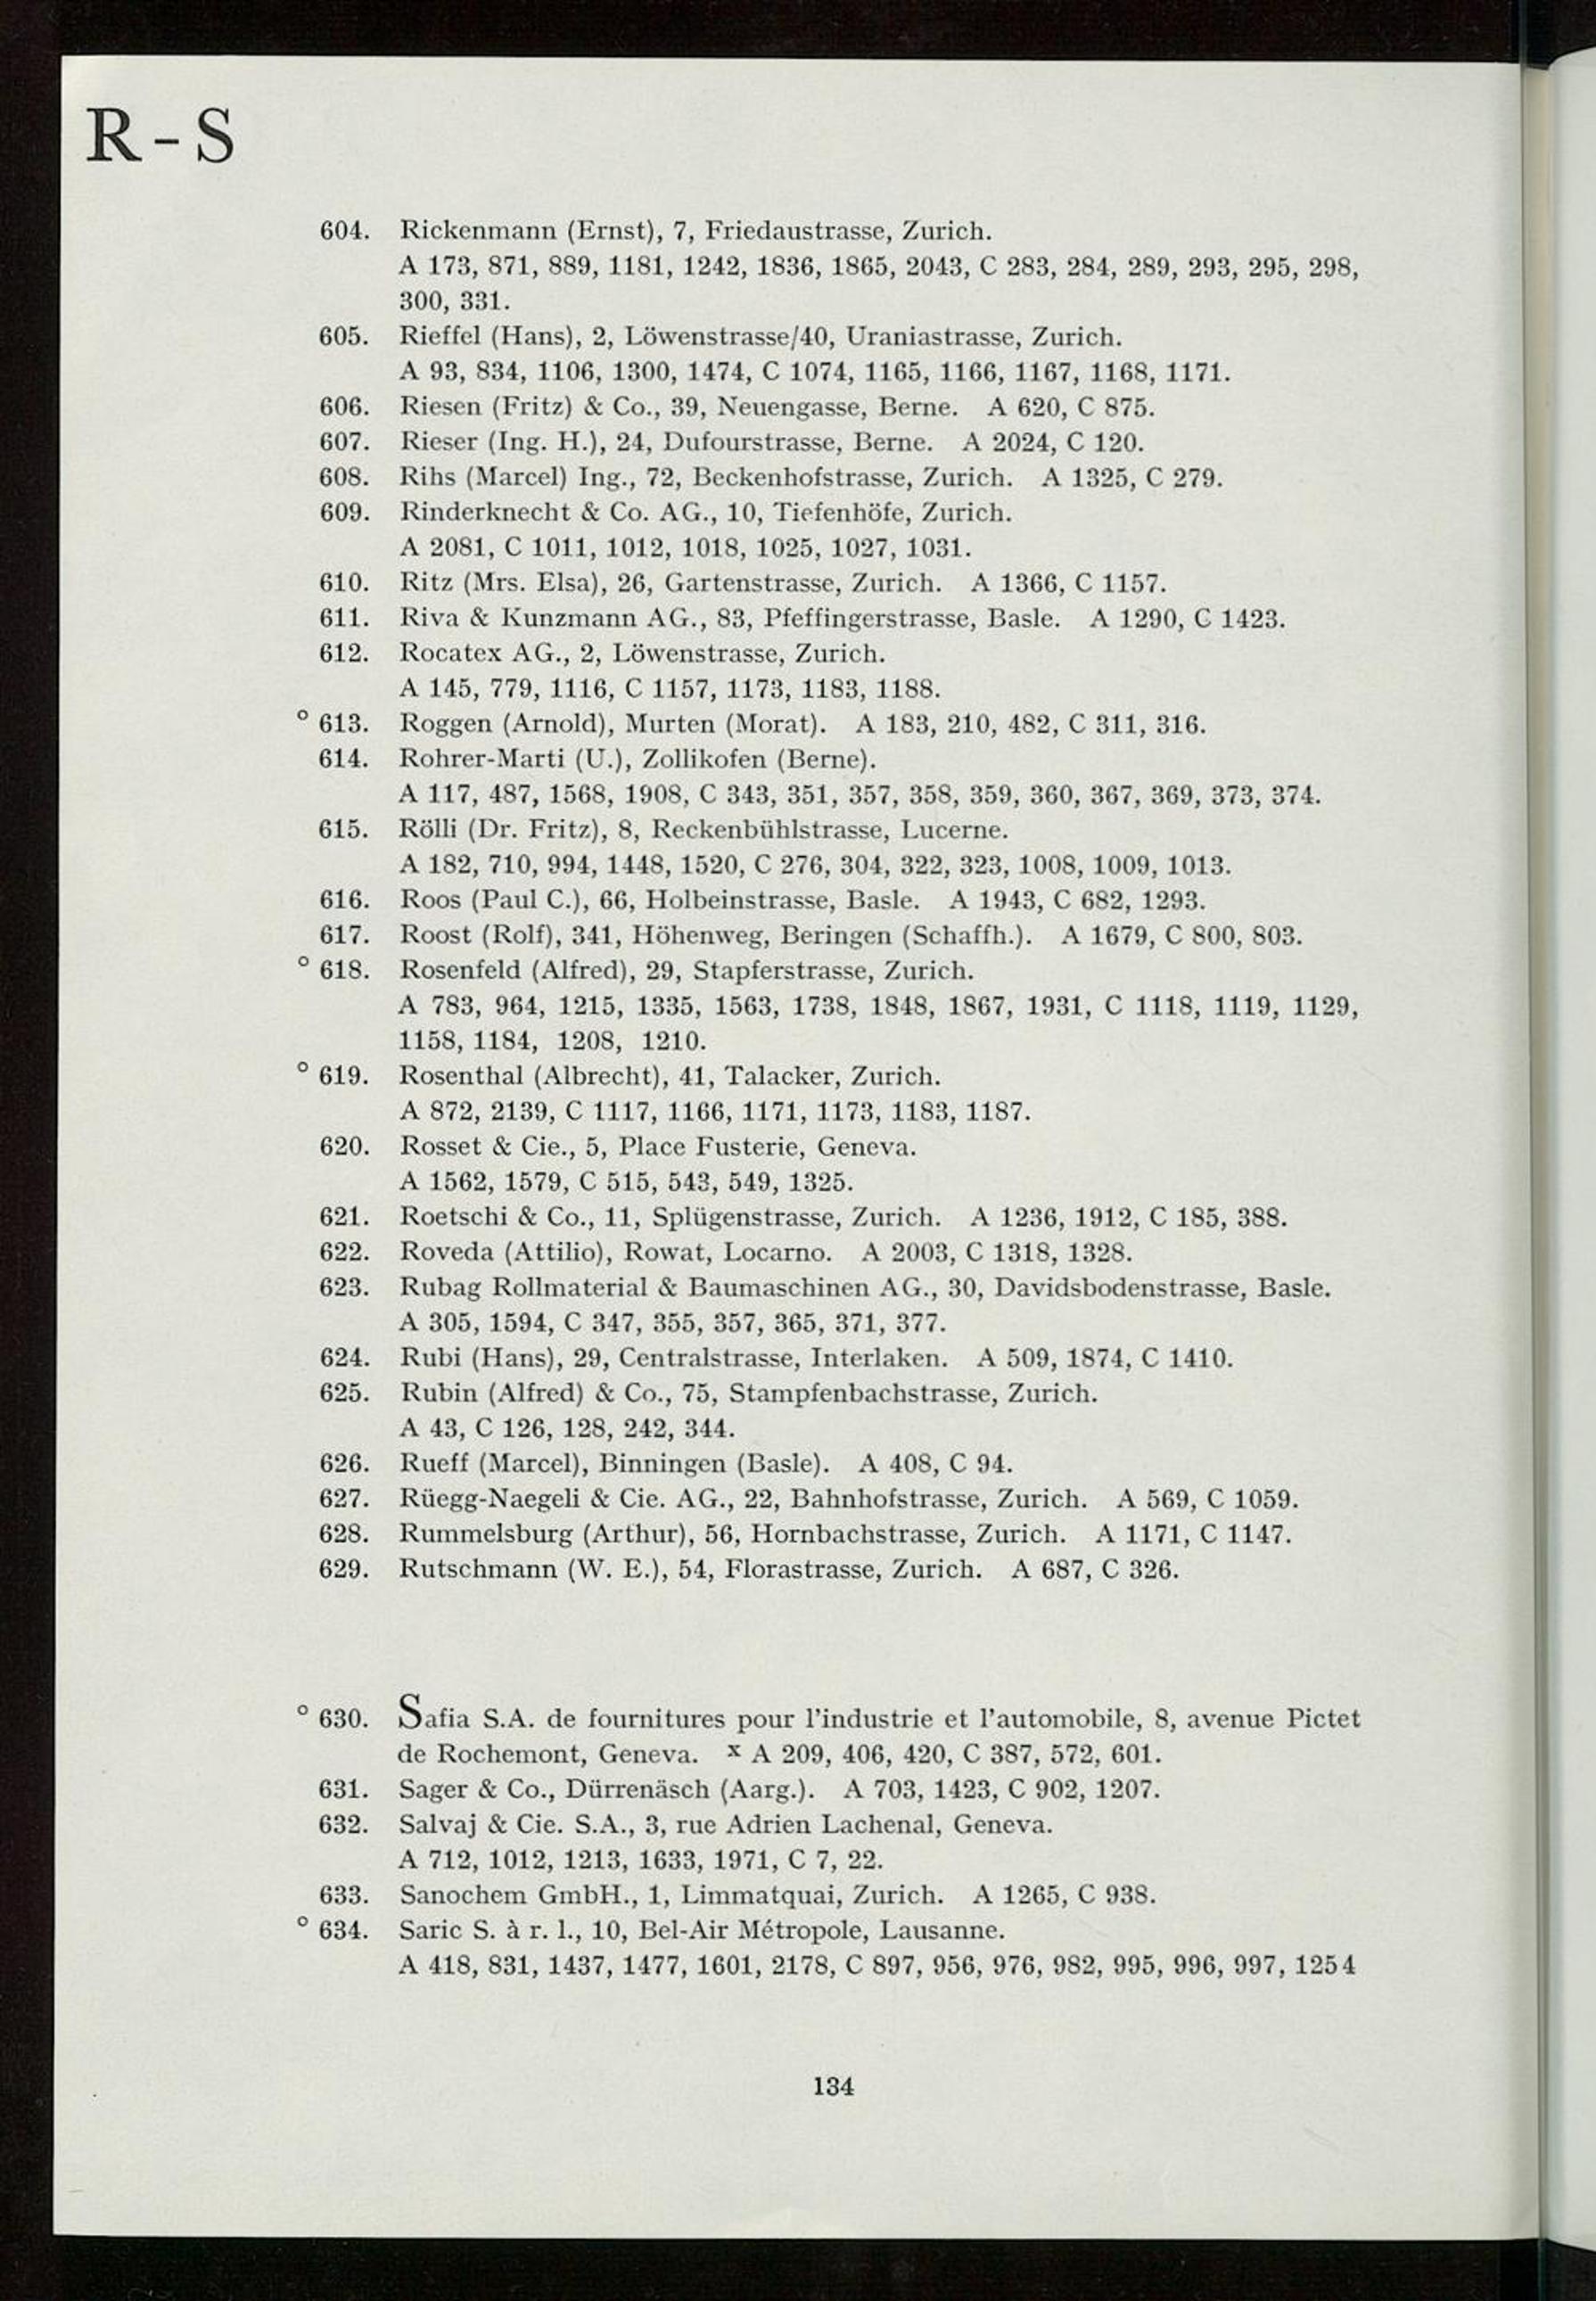 R-S
604. Rickenmann (Ernst), 7, Friedaustrasse, Zurich.
A 173, 871, 889, 1181, 1242, 1836, 1865, 2043, C 283, 284, 289, 293, 295, 298,
300, 331.
605. Rieffel (Hans), 2, Löwenstrasse/40, Uraniastrasse, Zurich.
A 93, 834, 1106, 1300, 1474, C 1074, 1165, 1166, 1167, 1168, 1171.
606. Riesen (Fritz) & Co., 39, Neuengasse, Berne. A 620, C 875.
607. Rieser (Ing. H.), 24, Dufourstrasse, Berne. A 2024, C 120.
608. Rihs (Marcel) Ing., 72, Beckenhofstrasse, Zurich. A 1325, C 279.
609. Rinderknecht & Co. AG., 10, Tiefenhöfe, Zurich.
A 2081, C 1011, 1012, 1018, 1025, 1027, 1031.
610. Ritz (Mrs. Elsa), 26, Gartenstrasse, Zurich. A 1366, C 1157.
611. Riva & Kunzmann AG., 83, Pfeffingerstrasse, Basle. A 1290, C 1423.
612. Rocatex AG., 2, Löwenstrasse, Zurich.
A 145, 779, 1116, C 1157, 1173, 1183, 1188.
° 613. Roggen (Arnold), Murten (Morat). A 183, 210, 482, C 311, 316.
614. Rohrer-Marti (U.), Zollikofen (Berne).
A 117, 487, 1568, 1908, C 343, 351, 357, 358, 359, 360, 367, 369, 373, 374.
615. Rölli (Dr. Fritz), 8, Reckenbühlstrasse, Lucerne.
A 182, 710, 994, 1448, 1520, C 276, 304, 322, 323, 1008, 1009, 1013.
616. Roos (Paul C.), 66, Holbeinstrasse, Basle. A 1943, C 682, 1293.
617. Roost (Rolf), 341, Höhenweg, Beringen (Schaffh.). A 1679, C 800, 803.
° 618. Rosenfeld (Alfred), 29, Stapferstrasse, Zurich.
A 783, 964, 1215, 1335, 1563, 1738, 1848, 1867, 1931, C 1118, 1119, 1129,
1158, 1184, 1208, 1210.
° 619. Rosenthal (Albrecht), 41, Talacker, Zurich.
A 872, 2139, C 1117, 1166, 1171, 1173, 1183, 1187.
620. Rosset & Cie., 5, Place Fusterie, Geneva.
A 1562, 1579, C 515, 543, 549, 1325.
621. Roetschi & Co., 11, Splügenstrasse, Zurich. A 1236, 1912, C 185, 388.
622. Roveda (Attilio), Rowat, Locarno. A 2003, C 1318, 1328.
623. Rubag Rollmaterial & Baumaschinen AG., 30, Davidsbodenstrasse, Basle.
A 305, 1594, C 347, 355, 357, 365, 371, 377.
624. Rubi (Hans), 29, Centralstrasse, Interlaken. A 509, 1874, C 1410.
625. Rubin (Alfred) & Co., 75, Stampfenbachstrasse, Zurich.
A 43, C 126, 128, 242, 344.
626. Rueff (Marcel), Binningen (Basle). A 408, C 94.
627. Rüegg-Naegeli & Cie. AG., 22, Bahnhofstrasse, Zurich. A 569, C 1059.
628. Rummelsburg (Arthur), 56, Hornbachstrasse, Zurich. A 1171, C 1147.
629. Rutschmann (W. E.), 54, Florastrasse, Zurich. A 687, C 326.
° 630. Safia S.A. de fournitures pour l'industrie et l'automobile, 8, avenue Pictet
de Rochemont, Geneva. x A 209, 406, 420, C 387, 572, 601.
631. Sager & Co., Dürrenäsch (Aarg.). A 703, 1423, C 902, 1207.
632. Salvaj & Cie. S.A., 3, rue Adrien Lachenal, Geneva.
A 712, 1012, 1213, 1633, 1971, C 7, 22.
633. Sanochem GmbH., 1, Limmatquai, Zurich. A 1265, C 938.
° 634. Saric S. à r. l., 10, Bel-Air Métropole, Lausanne.
A 418, 831, 1437, 1477, 1601, 2178, C 897, 956, 976, 982, 995, 996, 997, 1254
134